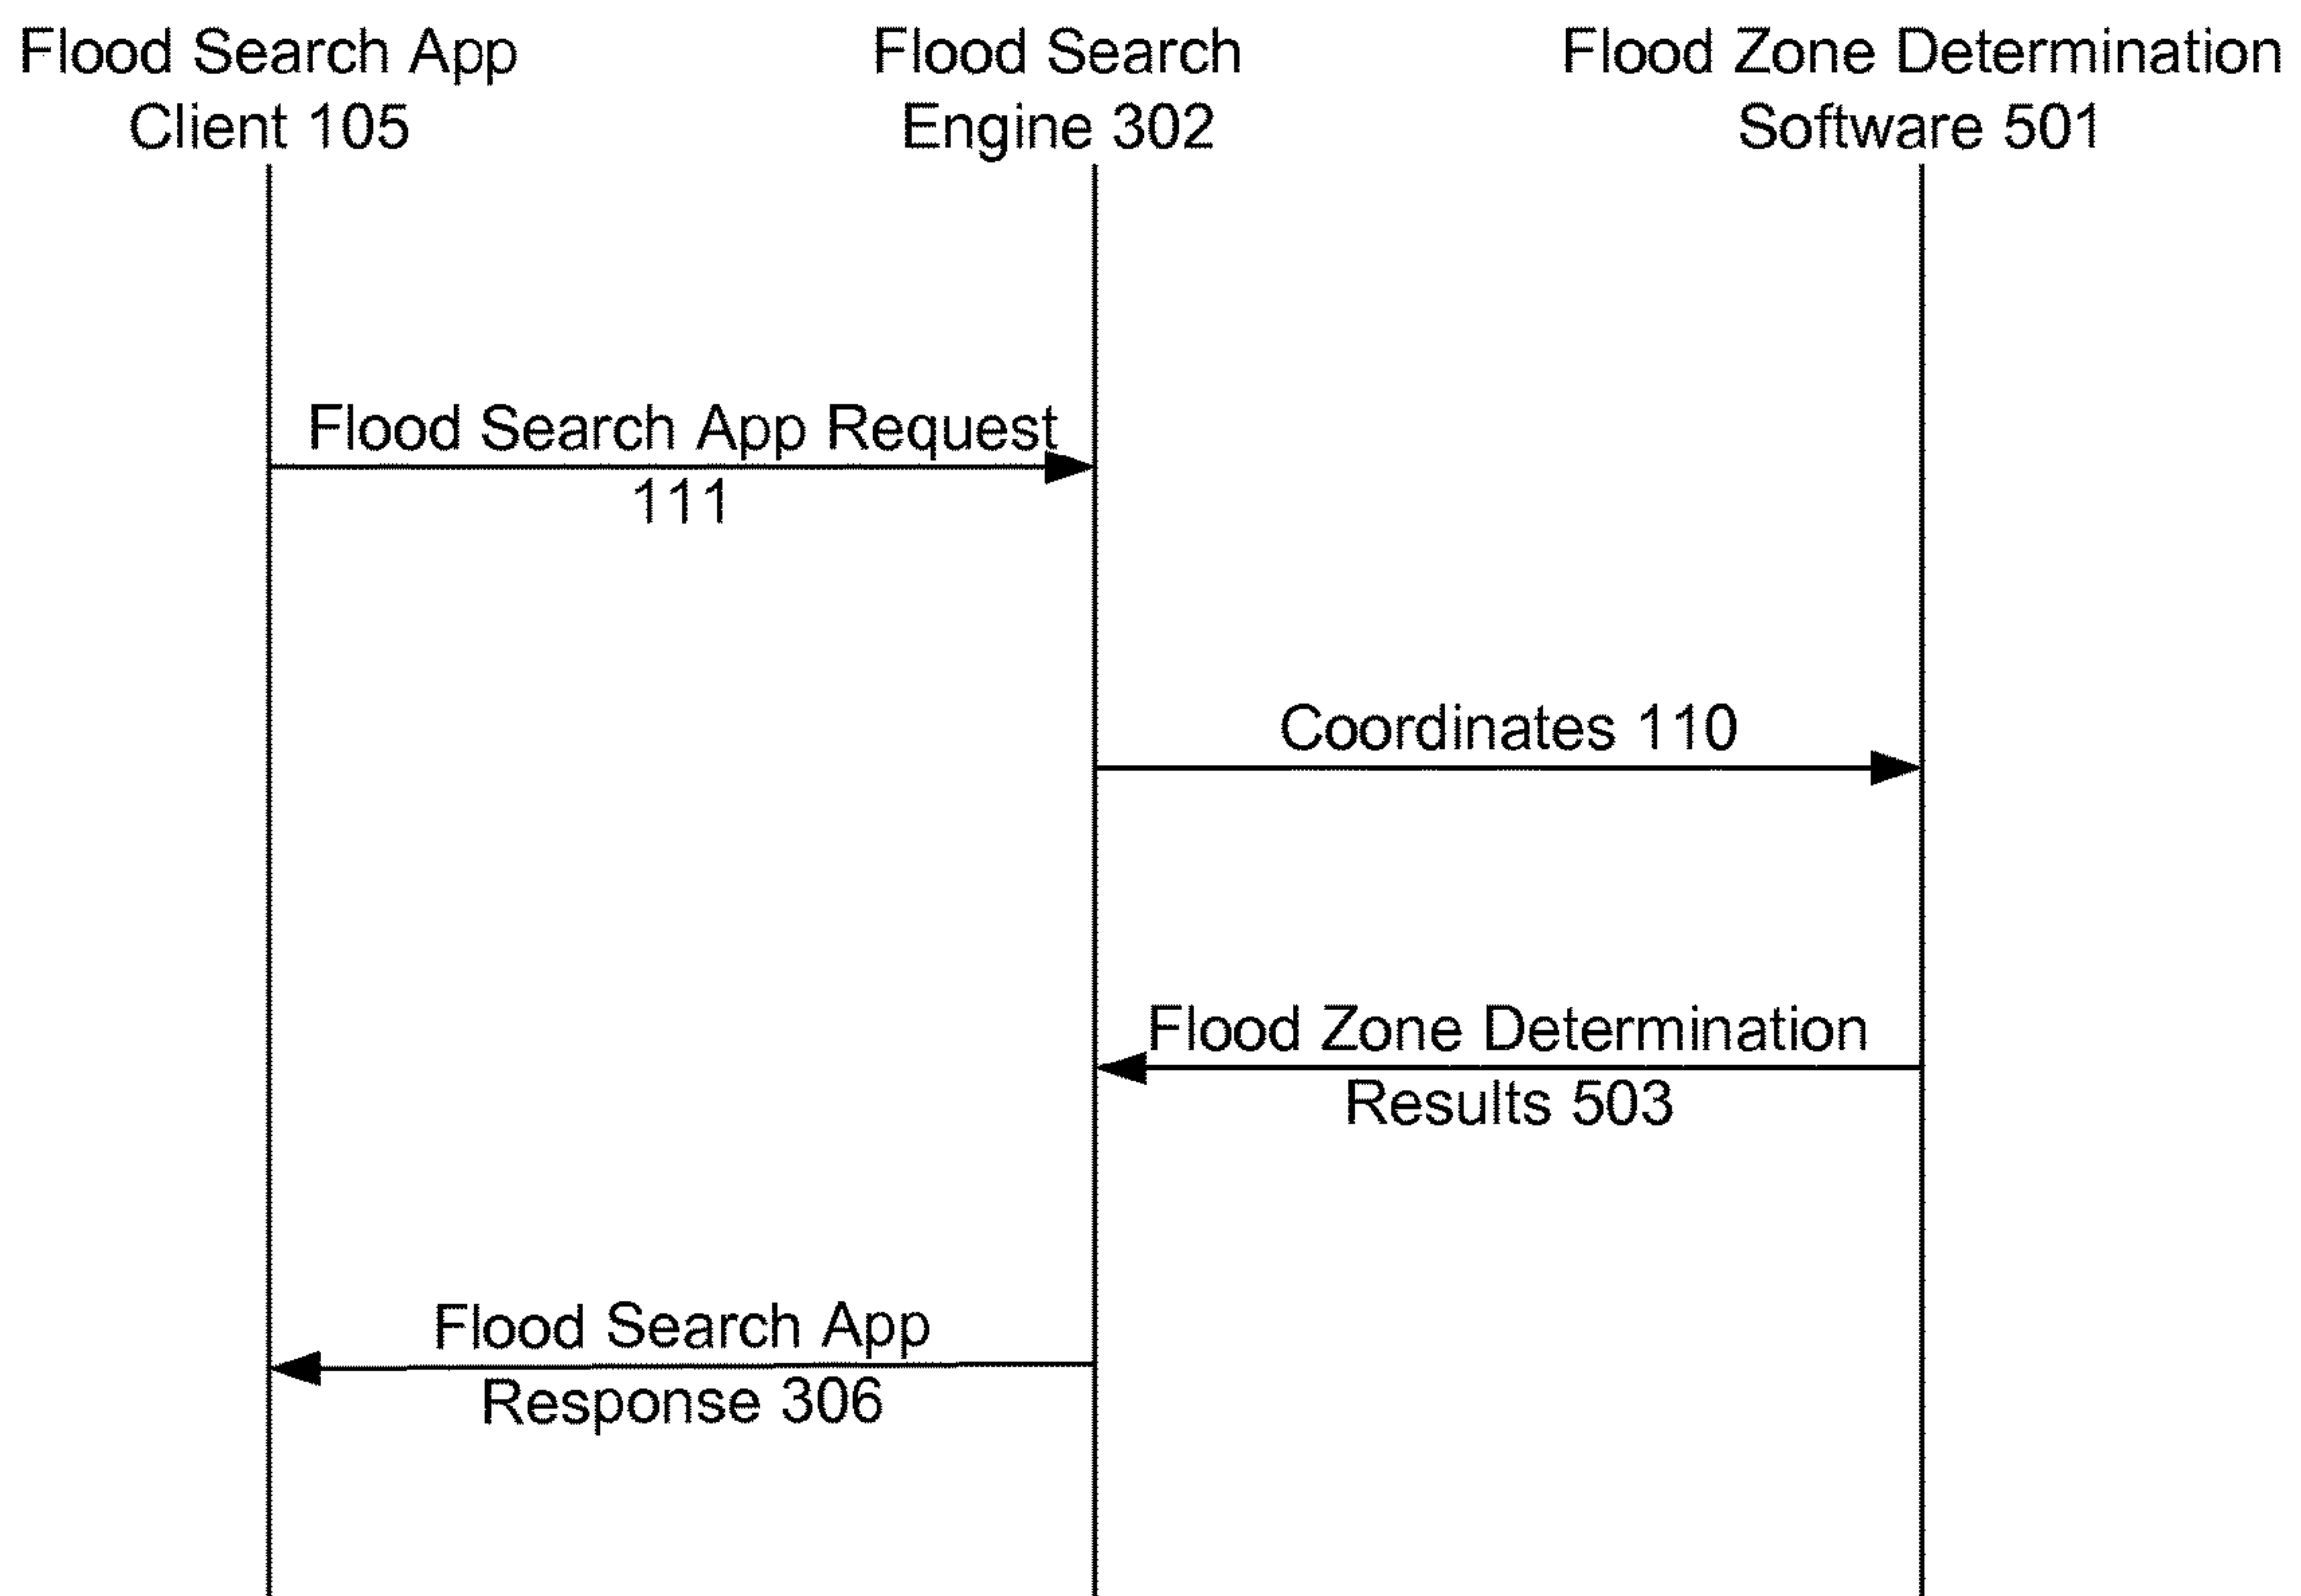 Flood Search App
Client 105
Flood Search
Engine 302
Flood Zone Determination
Software 501
Flood Search App Request
111
Coordinates 110
Flood Zone Determination
Results 503
Flood Search App
Response 306